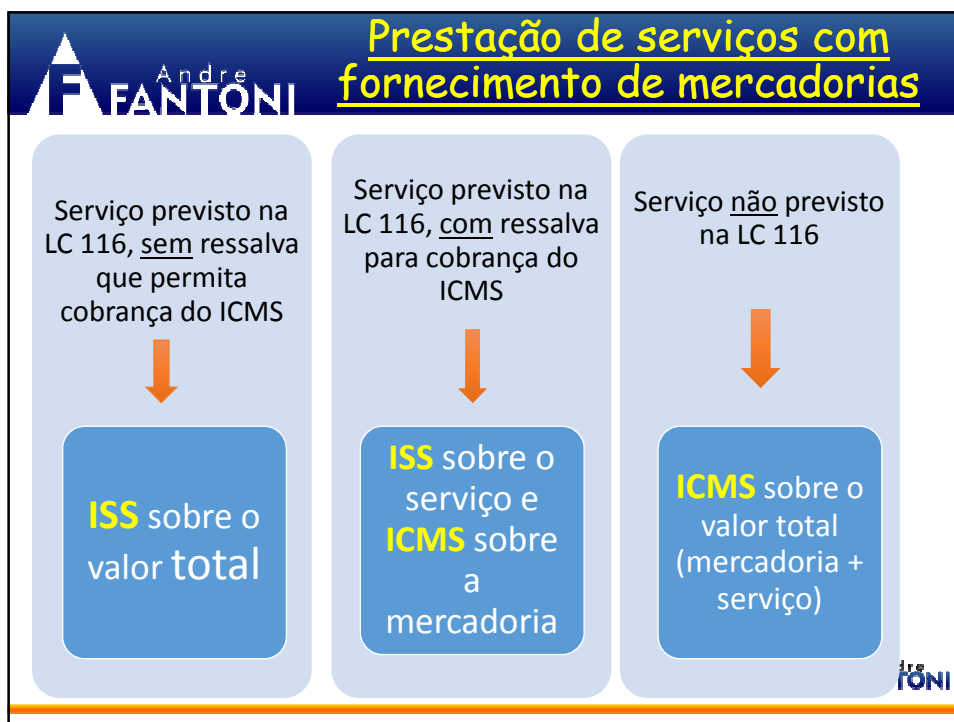 Andre
FANTONI
Prestação de serviços com
fornecimento de mercadorias
Serviço previsto na
LC 116, sem ressalva
que permita
cobrança do ICMS
ISS sobre o
valor total
Serviço previsto na
LC 116, com ressalva
para cobrança do
ICMS
ISS sobre o
serviço e
ICMS sobre
a
mercadoria
Serviço não previsto
na LC 116
ICMS sobre o
valor total
(mercadoria +
serviço)
dre
TONI